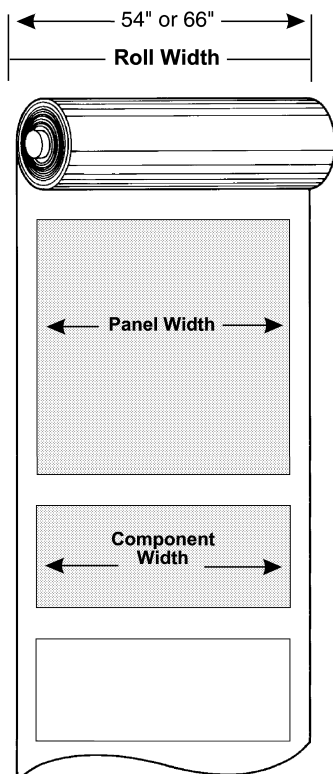 54" or 66"
Roll Width
Panel Width
Component
Width